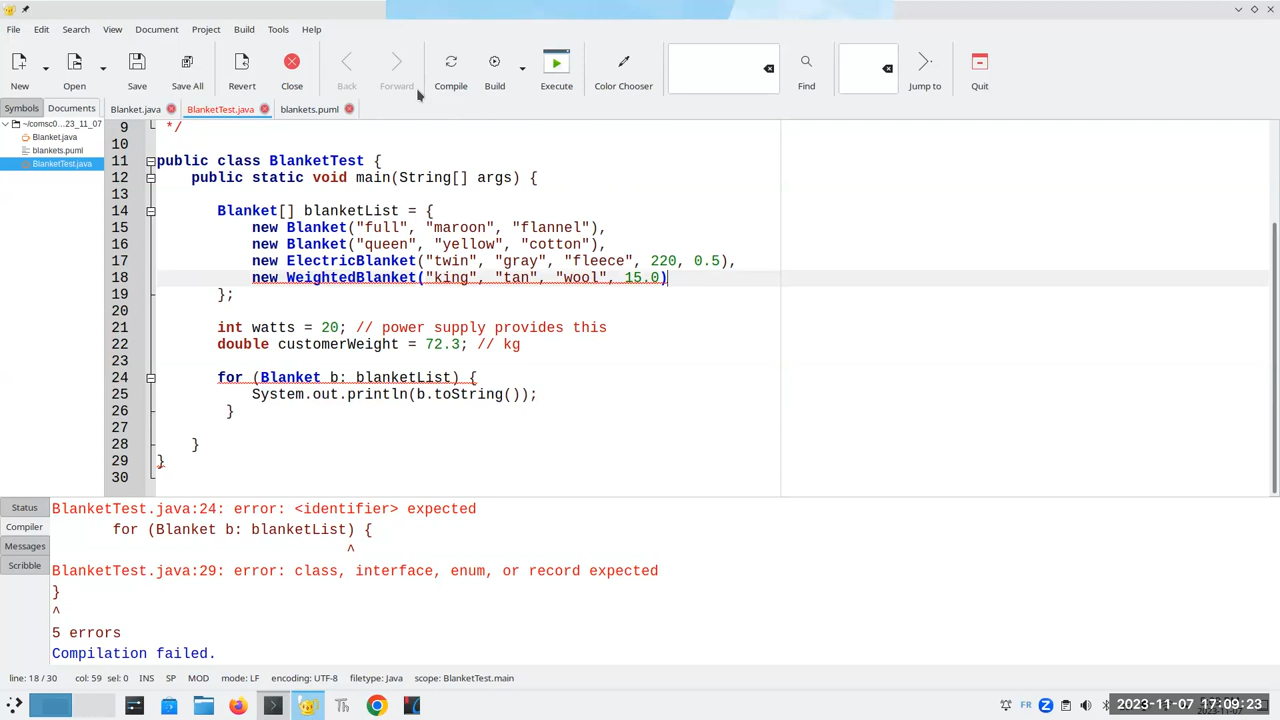 File Edit Search View Document Project Build Tools Help
New Open Save Save All Revert Close Back Forward Compile Build Execute Color Chooser Find Jump to Quit
Symbols Documents Blanket.java BlanketTest.java blankets.puml
~/comsc0...23_11_07
Blanket.java
blankets.puml
BlanketTest.java
9 */
10
11 public class BlanketTest {
12 public static void main(String[] args) {
13
14 Blanket[] blanketList = {
15 new Blanket("full", "maroon", "flannel"),
16 new Blanket("queen", "yellow", "cotton"),
17 new ElectricBlanket("twin", "gray", "fleece", 220, 0.5),
18 new WeightedBlanket("king", "tan", "wool", 15.0)
19 };
20
21 int watts = 20; // power supply provides this
22 double customerWeight = 72.3; // kg
23
24 for (Blanket b: blanketList) {
25 System.out.println(b.toString());
26 }
27
28 }
29 }
30
Status
Compiler
Messages
Scribble
BlanketTest.java:24: error: <identifier> expected
for (Blanket b: blanketList) {
^
BlanketTest.java:29: error: class, interface, enum, or record expected
}
^
5 errors
Compilation failed.
line: 18 / 30 col: 59 sel: 0 INS SP MOD mode: LF encoding: UTF-8 filetype: Java scope: BlanketTest.main
FR
2023-11-07 17:09:23